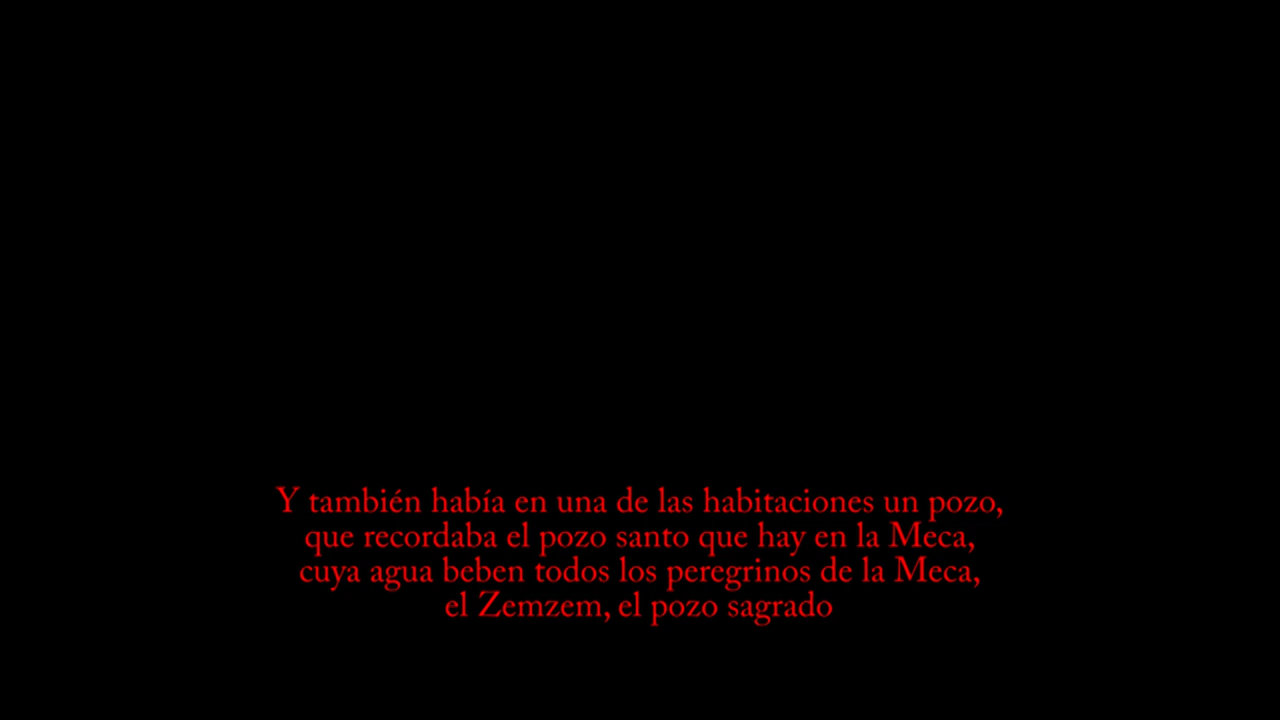 Y también había en una de las habitaciones un pozo,
que recordaba el pozo santo que hay en la Meca,
cuya agua beben todos los peregrinos de la Meca,
el Zemzem, el pozo sagrado